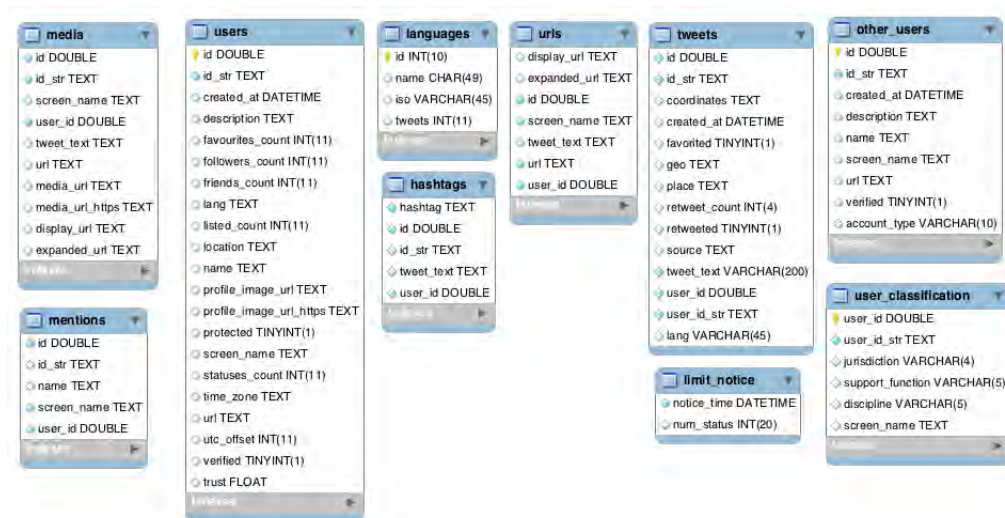 media
id DOUBLE
id_str TEXT
screen_name TEXT
user_id DOUBLE
tweet_text TEXT
url TEXT
media_url TEXT
media_url_https TEXT
display_url TEXT
expanded_url TEXT
Indexes
mentions
id DOUBLE
id_str TEXT
name TEXT
screen_name TEXT
user_id DOUBLE
Indexes
users
id DOUBLE
id_str TEXT
created_at DATETIME
description TEXT
favourites_count INT(11)
followers_count INT(11)
friends_count INT(11)
lang TEXT
listed_count INT(11)
location TEXT
name TEXT
profile_image_url TEXT
profile_image_url_https TEXT
protected TINYINT(1)
screen_name TEXT
statuses_count INT(11)
time_zone TEXT
url TEXT
utc_offset INT(11)
verified TINYINT(1)
trust FLOAT
Indexes
languages
id INT(10)
name CHAR(49)
iso VARCHAR(45)
tweets INT(11)
Indexes
hashtags
hashtag TEXT
id DOUBLE
id_str TEXT
tweet_text TEXT
user_id DOUBLE
Indexes
urls
display_url TEXT
expanded_url TEXT
id DOUBLE
screen_name TEXT
tweet_text TEXT
url TEXT
user_id DOUBLE
Indexes
tweets
id DOUBLE
id_str TEXT
coordinates TEXT
created_at DATETIME
favorited TINYINT(1)
geo TEXT
place TEXT
retweet_count INT(4)
retweeted TINYINT(1)
source TEXT
tweet_text VARCHAR(200)
user_id DOUBLE
user_id_str TEXT
lang VARCHAR(45)
limit_notice
notice_time DATETIME
num_status INT(20)
other_users
id DOUBLE
id_str TEXT
created_at DATETIME
description TEXT
name TEXT
screen_name TEXT
url TEXT
verified TINYINT(1)
account_type VARCHAR(10)
Indexes
user_classification
user_id DOUBLE
user_id_str TEXT
jurisdiction VARCHAR(4)
support_function VARCHAR(5)
discipline VARCHAR(5)
screen_name TEXT
Indexes